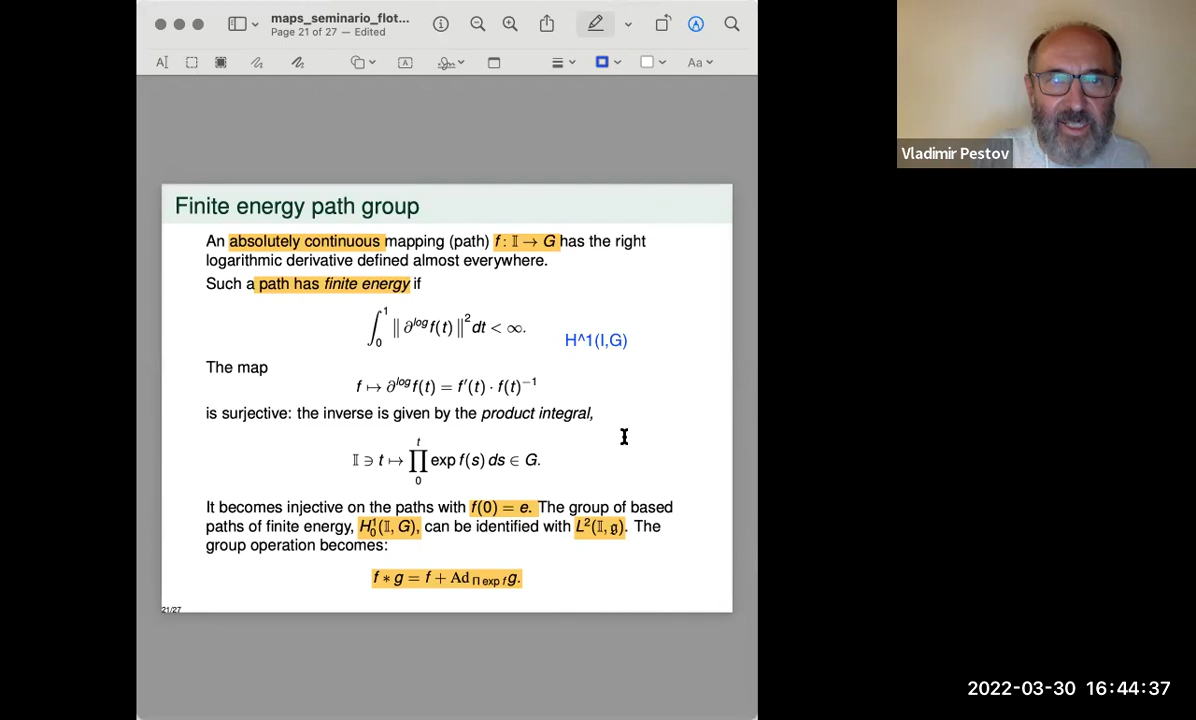 maps_seminario_flot...
Page 21 of 27 — Edited
Aa
Vladimir Pestov
Finite energy path group
An absolutely continuous mapping (path) f : 𝕀 → G has the right
logarithmic derivative defined almost everywhere.
Such a path has finite energy if
∫₀¹ ‖ ∂^{log} f(t) ‖² dt < ∞.
H^1(I,G)
The map
f ↦ ∂^{log} f(t) = f′(t) · f(t)⁻¹
is surjective: the inverse is given by the product integral,
𝕀 ∋ t ↦ ∏₀ᵗ exp f(s) ds ∈ G.
It becomes injective on the paths with f(0) = e. The group of based
paths of finite energy, H₀¹(𝕀, G), can be identified with L²(𝕀, 𝔤). The
group operation becomes:
f ∗ g = f + Ad_{∏ exp f} g.
21/27
2022-03-30 16:44:37